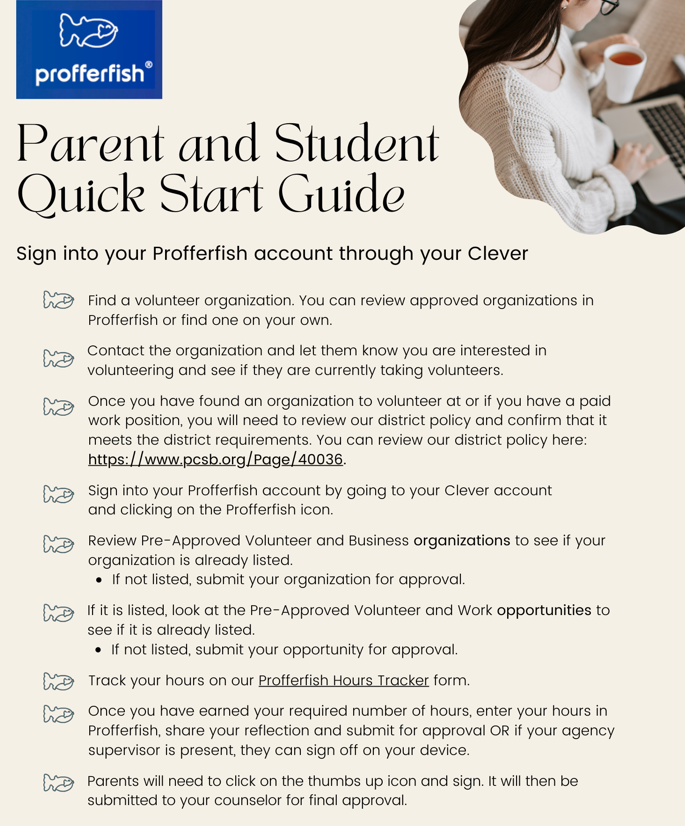 profferfish®
Parent and Student
Quick Start Guide
Sign into your Profferfish account through your Clever
Find a volunteer organization. You can review approved organizations in
Profferfish or find one on your own.
Contact the organization and let them know you are interested in
volunteering and see if they are currently taking volunteers.
Once you have found an organization to volunteer at or if you have a paid
work position, you will need to review our district policy and confirm that it
meets the district requirements. You can review our district policy here:
https://www.pcsb.org/Page/40036.
Sign into your Profferfish account by going to your Clever account
and clicking on the Profferfish icon.
Review Pre-Approved Volunteer and Business organizations to see if your
organization is already listed.
• If not listed, submit your organization for approval.
If it is listed, look at the Pre-Approved Volunteer and Work opportunities to
see if it is already listed.
• If not listed, submit your opportunity for approval.
Track your hours on our Profferfish Hours Tracker form.
Once you have earned your required number of hours, enter your hours in
Profferfish, share your reflection and submit for approval OR if your agency
supervisor is present, they can sign off on your device.
Parents will need to click on the thumbs up icon and sign. It will then be
submitted to your counselor for final approval.